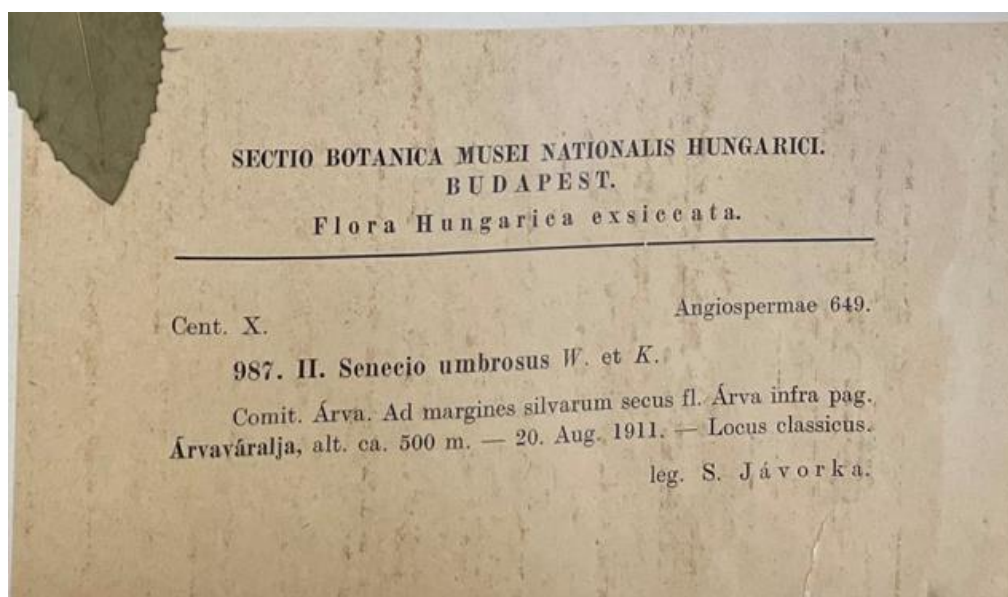 SECTIO BOTANICA MUSEI NATIONALIS HUNGARICI.
BUDAPEST.
Flora Hungarica exsiccata.
Cent. X.
Angiospermae 649.
987. II. Senecio umbrosus W. et K.
Comit. Árva. Ad margines silvarum secus fl. Árva infra pag.
Árvaváralja, alt. ca. 500 m. — 20. Aug. 1911. — Locus classicus.
leg. S. Jávorka.